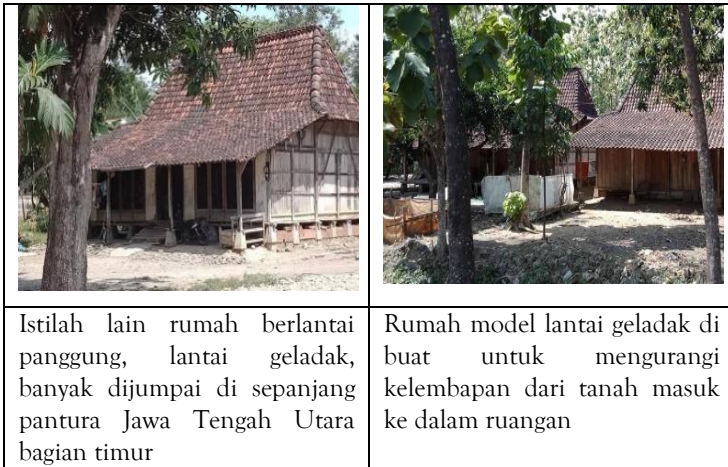 Istilah lain rumah berlantai
panggung, lantai geladak,
banyak dijumpai di sepanjang
pantura Jawa Tengah Utara
bagian timur
Rumah model lantai geladak di
buat untuk mengurangi
kelembapan dari tanah masuk
ke dalam ruangan